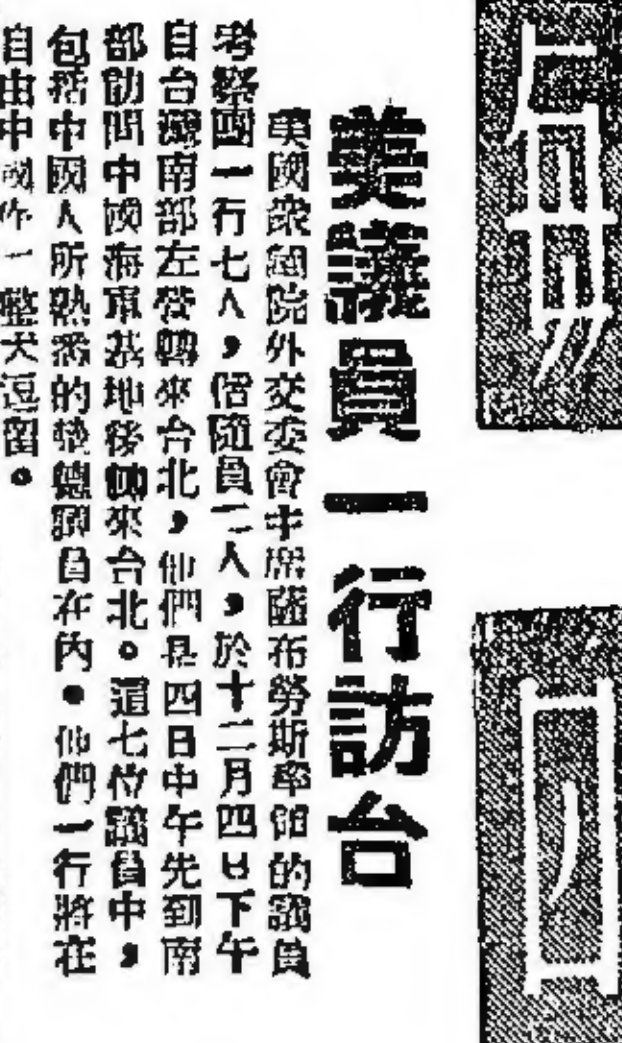 美議員一行訪台
美國衆議院外交委會主席薩布勞斯率領的議員
考察團一行七人，偕隨員二人，於十二月四日下午
自台灣南部左營轉來台北，他們是四日中午先到南
部訪問中國海軍基地後來台北。這七位議員中，
包括中國人所熟悉的議員在內。他們一行將在
自由中國作一整天逗留。